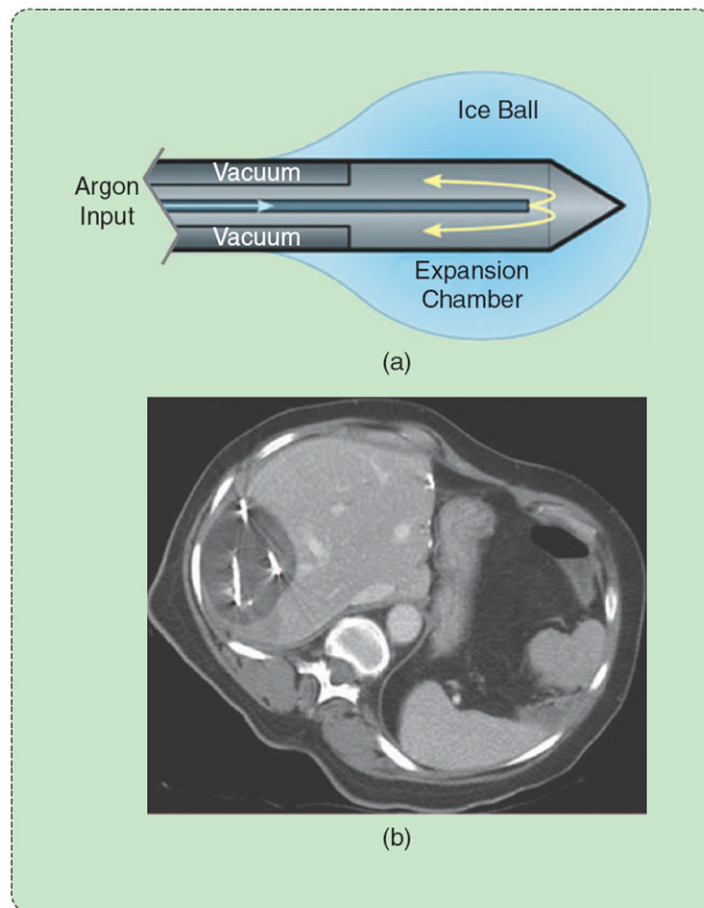 Ice Ball
Vacuum
Argon
Input
Vacuum
Expansion
Chamber
(a)
(b)